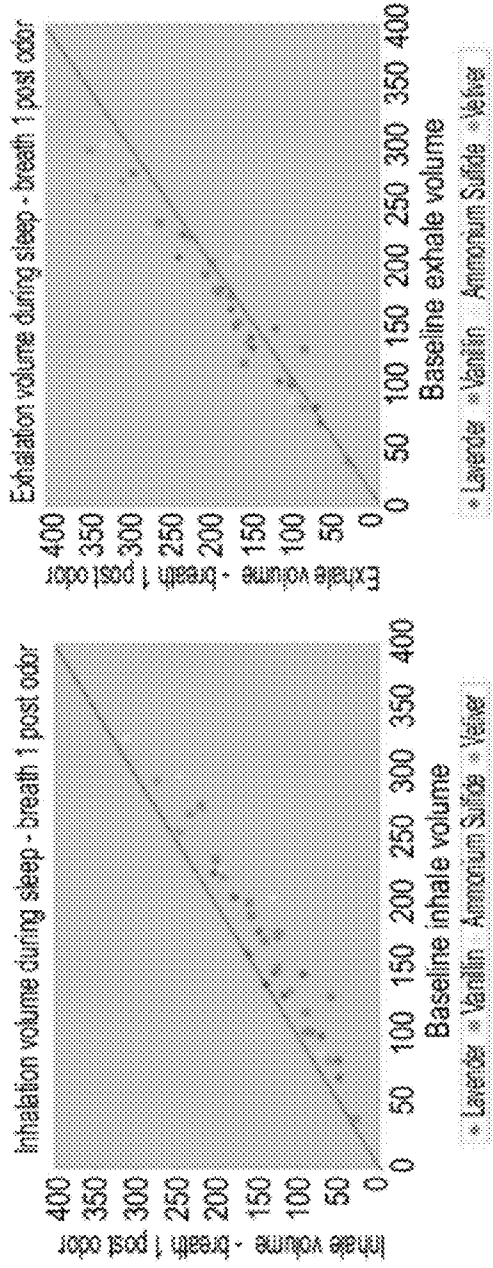 Inhalation volume during sleep - breath 1 post odor
Inhale volume - breath 1 post odor
400
350
300
250
200
150
100
50
0
0 50 100 150 200 250 300 350 400
Baseline inhale volume
Lavender Vanillin Ammonium Sulfide Vetiver
Exhalation volume during sleep - breath 1 post odor
Exhale volume - breath 1 post odor
400
350
300
250
200
150
100
50
0
0 50 100 150 200 250 300 350 400
Baseline exhale volume
Lavender Vanillin Ammonium Sulfide Vetiver